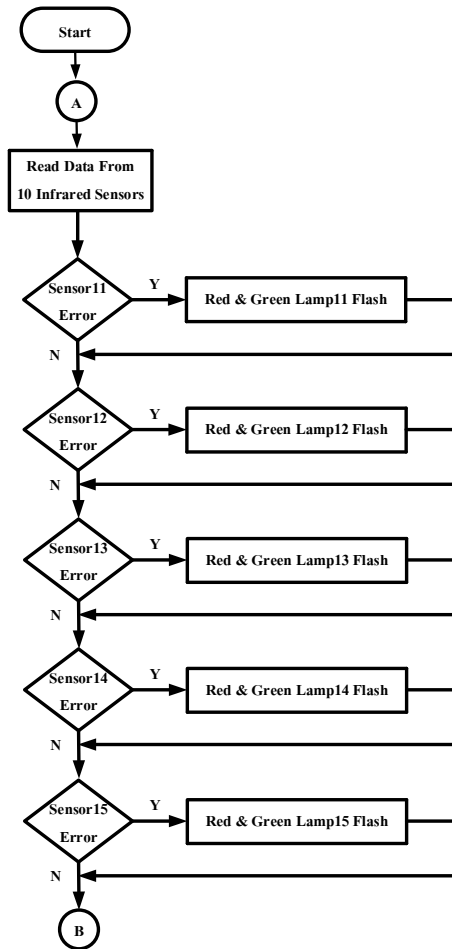 Start
A
Read Data From
10 Infrared Sensors
Sensor11
Error
Y
Red & Green Lamp11 Flash
N
Sensor12
Error
Y
Red & Green Lamp12 Flash
N
Sensor13
Error
Y
Red & Green Lamp13 Flash
N
Sensor14
Error
Y
Red & Green Lamp14 Flash
N
Sensor15
Error
Y
Red & Green Lamp15 Flash
N
B